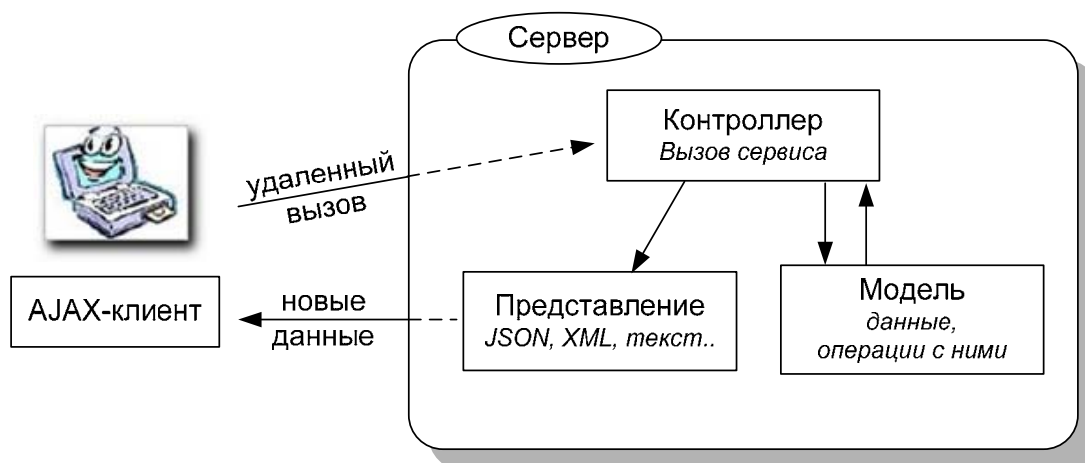 Сервер
Контроллер
Вызов сервиса
удаленный
вызов
AJAX-клиент
новые
данные
Представление
JSON, XML, текст..
Модель
данные,
операции с ними